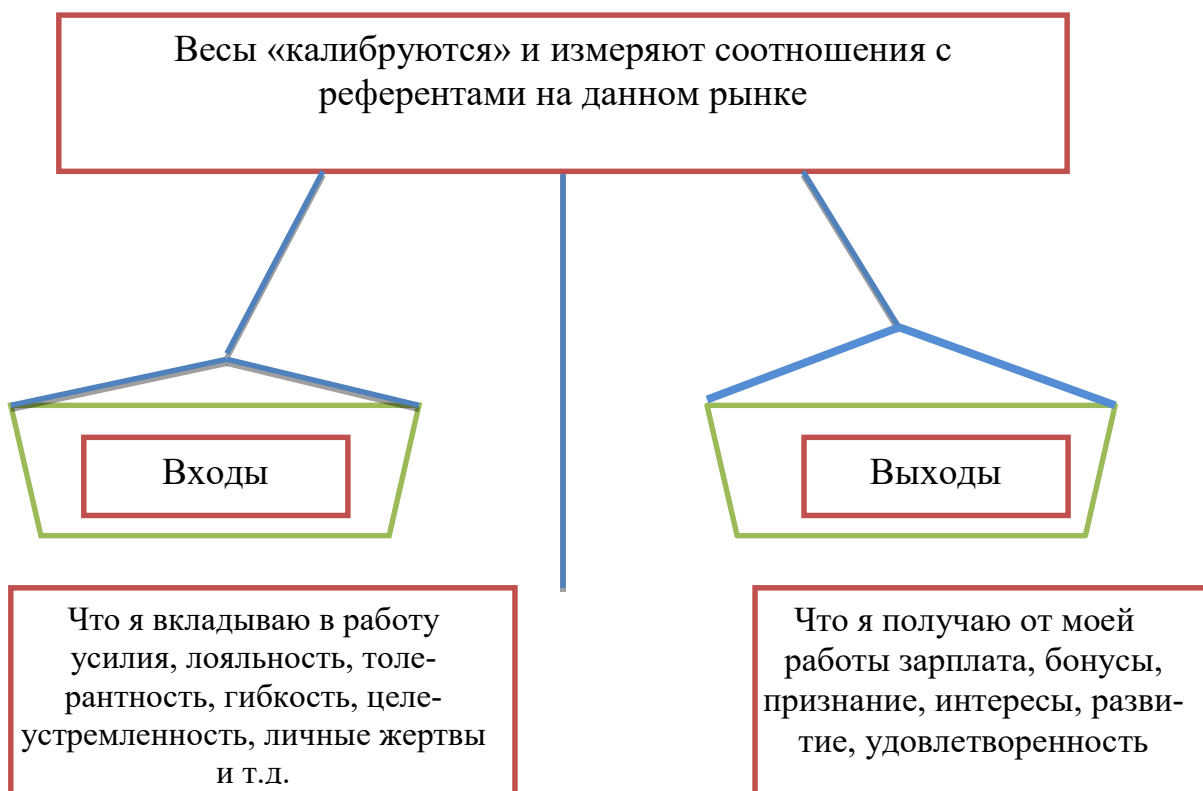 Весы «калибруются» и измеряют соотношения с
референтами на данном рынке
Входы
Выходы
Что я вкладываю в работу
усилия, лояльность, толе-
рантность, гибкость, целе-
устремленность, личные жертвы
и т.д.
Что я получаю от моей
работы зарплата, бонусы,
признание, интересы, разви-
тие, удовлетворенность